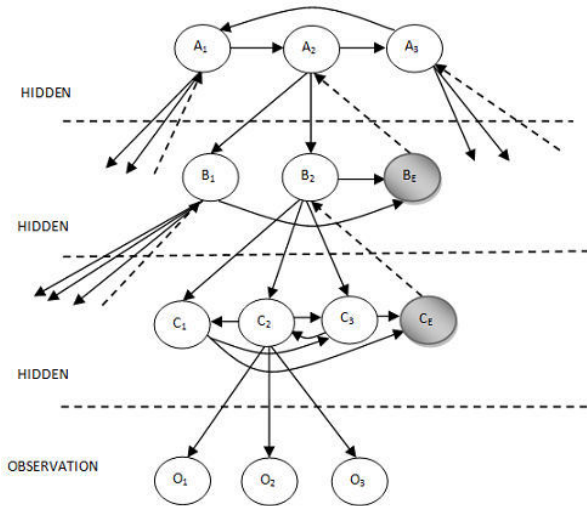 A1 A2 A3
HIDDEN
B1 B2 BE
HIDDEN
C1 C2 C3 CE
HIDDEN
OBSERVATION
O1 O2 O3